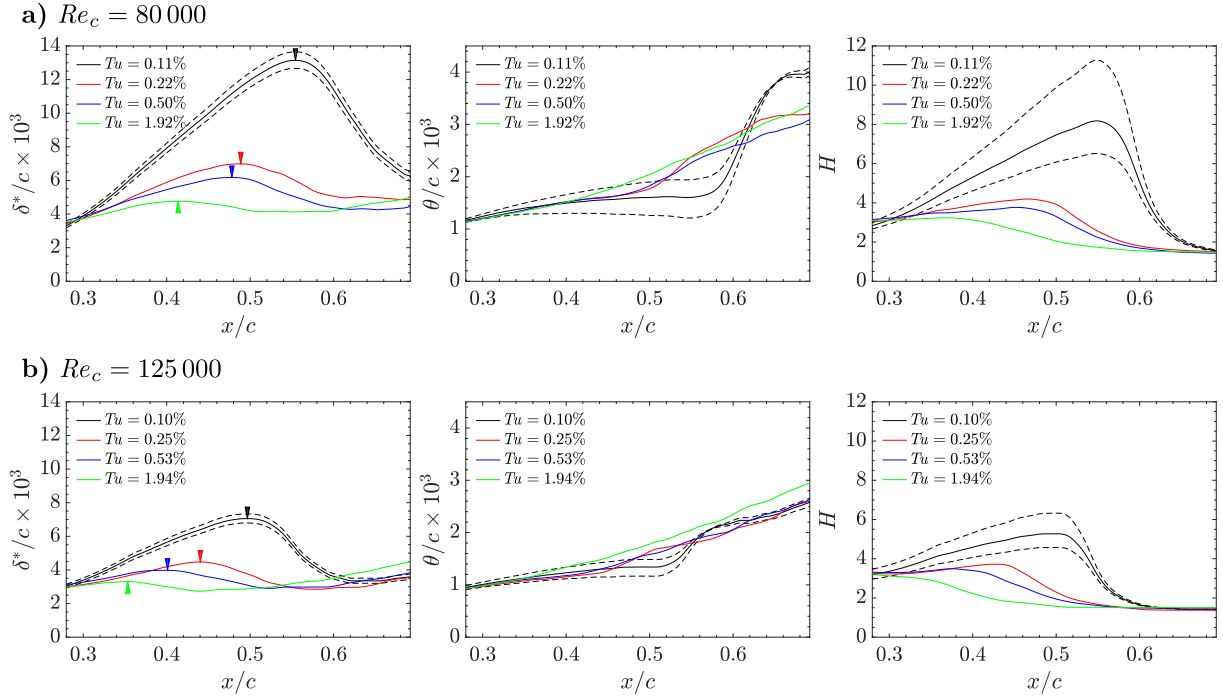 a) Re_c = 80 000
Tu = 0.11%
Tu = 0.22%
Tu = 0.50%
Tu = 1.92%
δ*/c × 10³
14
12
10
8
6
4
2
0
0.3 0.4 0.5 0.6
x/c
Tu = 0.11%
Tu = 0.22%
Tu = 0.50%
Tu = 1.92%
θ/c × 10³
4
3
2
1
0
0.3 0.4 0.5 0.6
x/c
Tu = 0.11%
Tu = 0.22%
Tu = 0.50%
Tu = 1.92%
H
12
10
8
6
4
2
0
0.3 0.4 0.5 0.6
x/c
b) Re_c = 125 000
Tu = 0.10%
Tu = 0.25%
Tu = 0.53%
Tu = 1.94%
δ*/c × 10³
14
12
10
8
6
4
2
0
0.3 0.4 0.5 0.6
x/c
Tu = 0.10%
Tu = 0.25%
Tu = 0.53%
Tu = 1.94%
θ/c × 10³
4
3
2
1
0
0.3 0.4 0.5 0.6
x/c
Tu = 0.10%
Tu = 0.25%
Tu = 0.53%
Tu = 1.94%
H
12
10
8
6
4
2
0
0.3 0.4 0.5 0.6
x/c